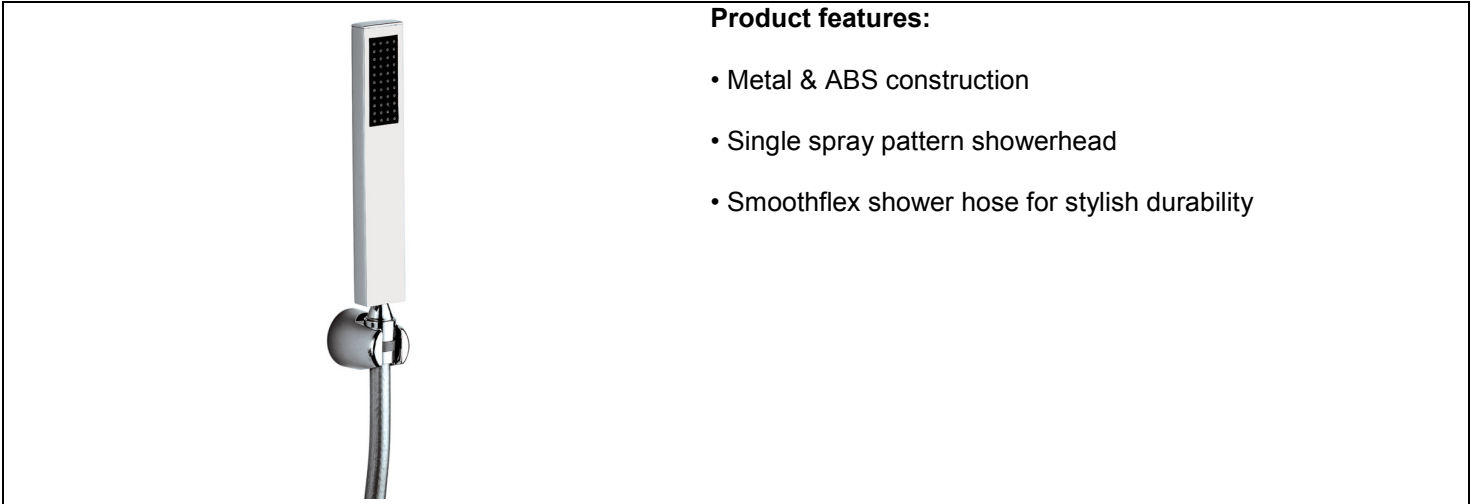 Product features:
• Metal & ABS construction
• Single spray pattern showerhead
• Smoothflex shower hose for stylish durability